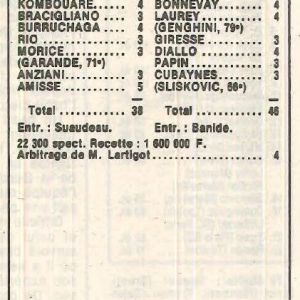 KOMBOUARE...... 4 BONNEVAY....... 4
BRACIGLIANO .... 3 LAUREY........... 4
BURRUCHAGA .... 4 (GENGHINI, 79e)
RIO................ 3 GIRESSE........... 3
MORICE........... 3 DIALLO............ 4
(GARANDE, 71e) PAPIN............. 3
ANZIANI........... 3 CUBAYNES........ 3
AMISSE............ 5 (SLISKOVIC, 56e)
Total ........... 38 Total ........... 46
Entr. : Suaudeau. Entr. : Banide.
22 300 spect. Recette : 1 600 000 F.
Arbitrage de M. Lartigot.................. 4